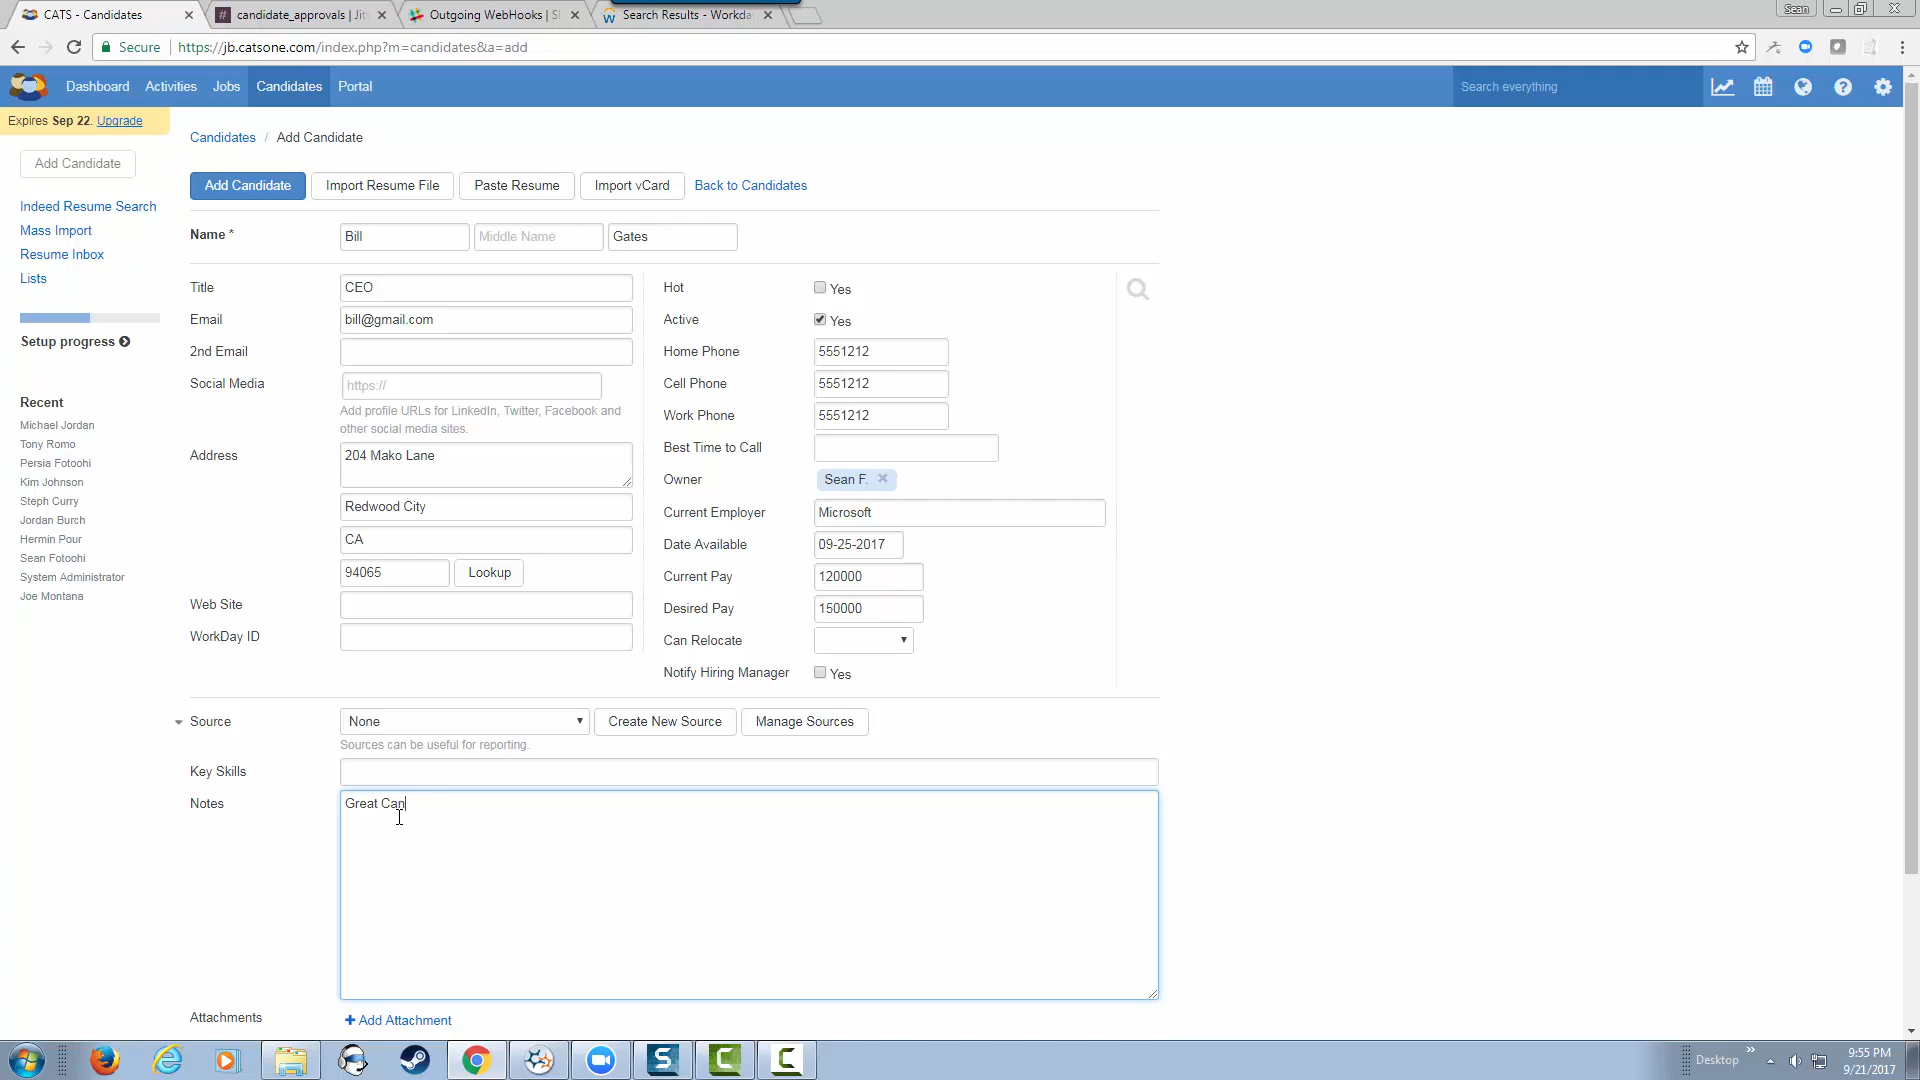 CATS - Candidates
candidate_approvals | Jit
Outgoing WebHooks | S
Search Results - Workda
Sean
Secure
https://jb.catsone.com/index.php?m=candidates&a=add
Dashboard
Activities
Jobs
Candidates
Portal
Search everything
Expires Sep 22. Upgrade
Candidates / Add Candidate
Add Candidate
Add Candidate
Import Resume File
Paste Resume
Import vCard
Back to Candidates
Indeed Resume Search
Mass Import
Resume Inbox
Lists
Setup progress
Recent
Michael Jordan
Tony Romo
Persia Fotoohi
Kim Johnson
Steph Curry
Jordan Burch
Hermin Pour
Sean Fotoohi
System Administrator
Joe Montana
Name *
Bill
Middle Name
Gates
Title
CEO
Email
bill@gmail.com
2nd Email
Social Media
https://
Add profile URLs for LinkedIn, Twitter, Facebook and
other social media sites.
Address
204 Mako Lane
Redwood City
CA
94065
Lookup
Web Site
WorkDay ID
Hot
Yes
Active
Yes
Home Phone
5551212
Cell Phone
5551212
Work Phone
5551212
Best Time to Call
Owner
Sean F.
Current Employer
Microsoft
Date Available
09-25-2017
Current Pay
120000
Desired Pay
150000
Can Relocate
Notify Hiring Manager
Yes
Source
None
Create New Source
Manage Sources
Sources can be useful for reporting.
Key Skills
Notes
Great Can
Attachments
Add Attachment
Desktop
9:55 PM
9/21/2017